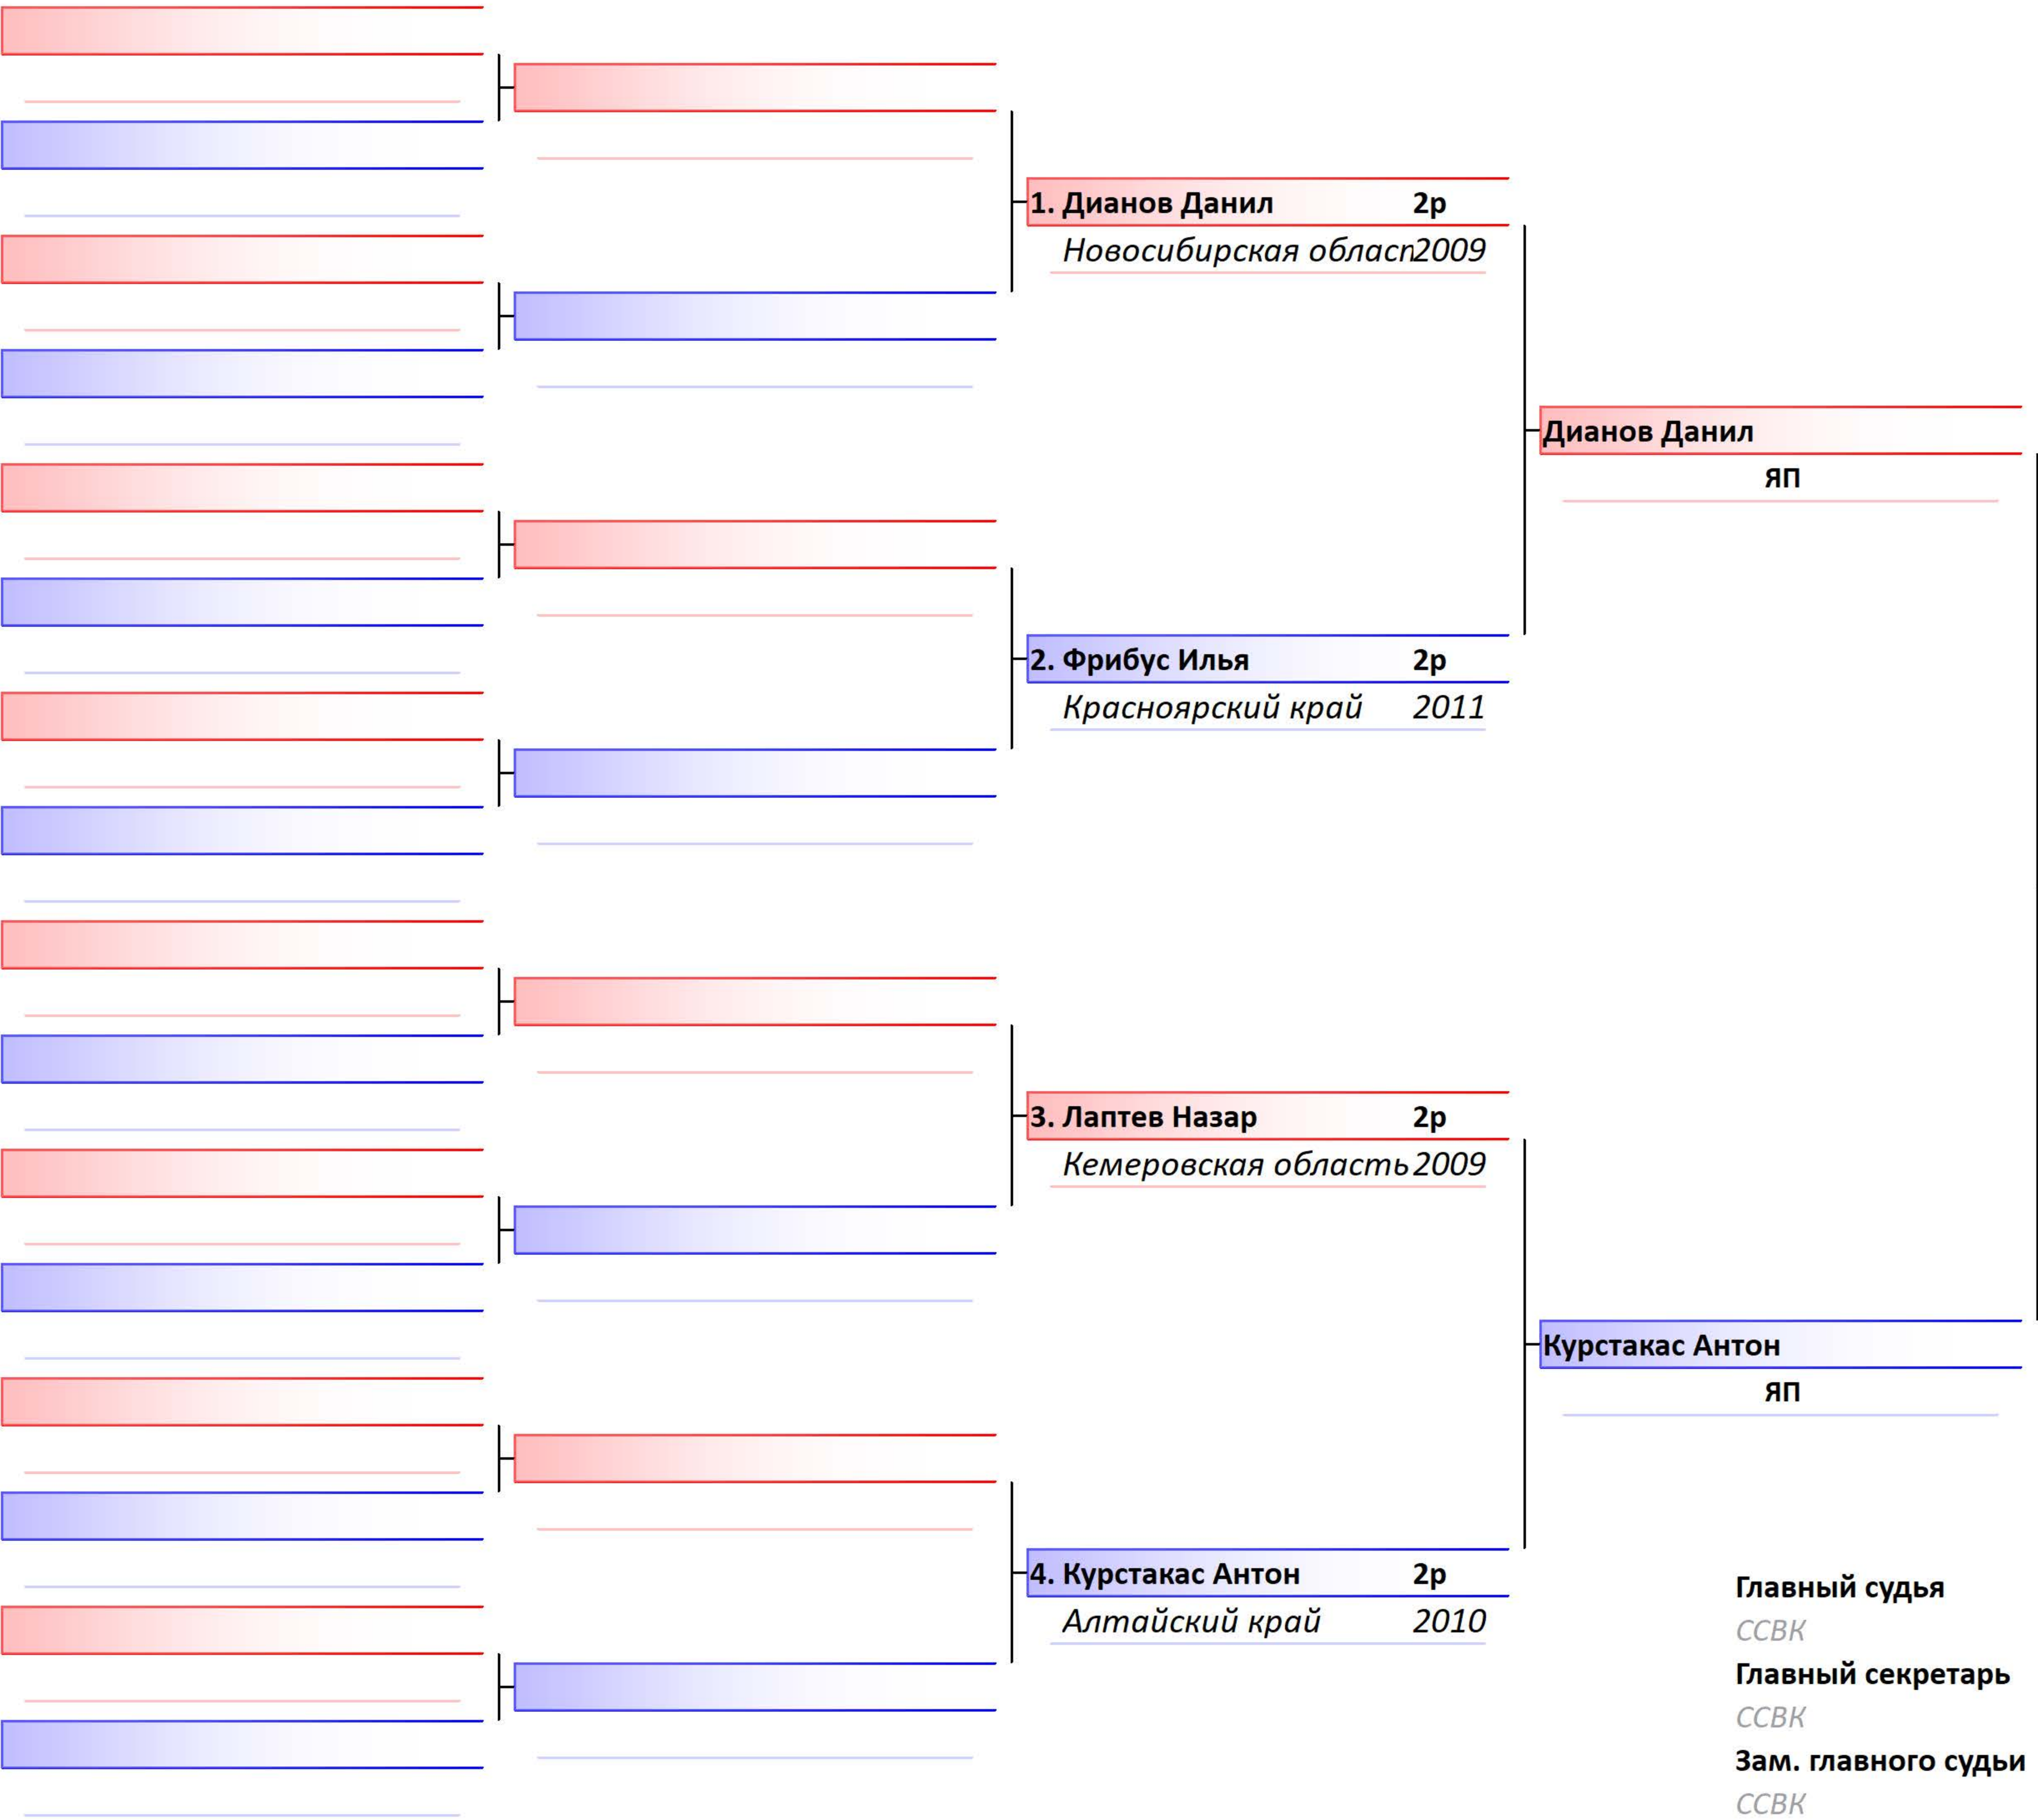 1. Дианов Данил 2р
Новосибирская област 2009
Дианов Данил
ЯП
2. Фрибус Илья 2р
Красноярский край 2011
3. Лаптев Назар 2р
Кемеровская область 2009
Курстакас Антон
ЯП
4. Курстакас Антон 2р
Алтайский край 2010
Главный судья
ССВК
Главный секретарь
ССВК
Зам. главного судьи
ССВК